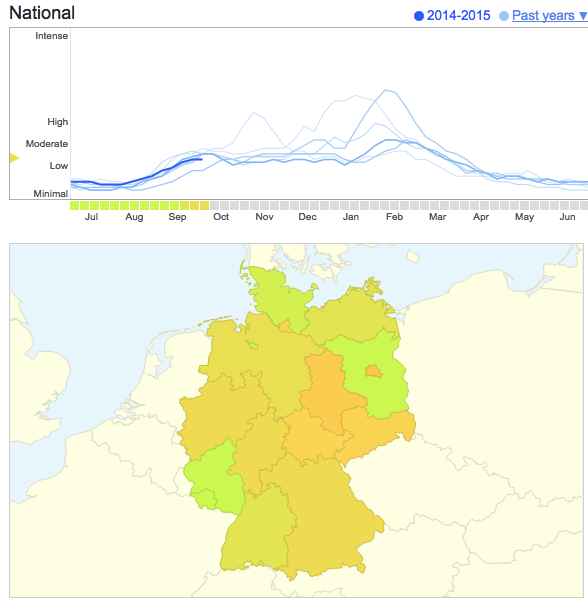 National
2014-2015 Past years ▼
Intense
High
Moderate
Low
Minimal
Jul Aug Sep Oct Nov Dec Jan Feb Mar Apr May Jun